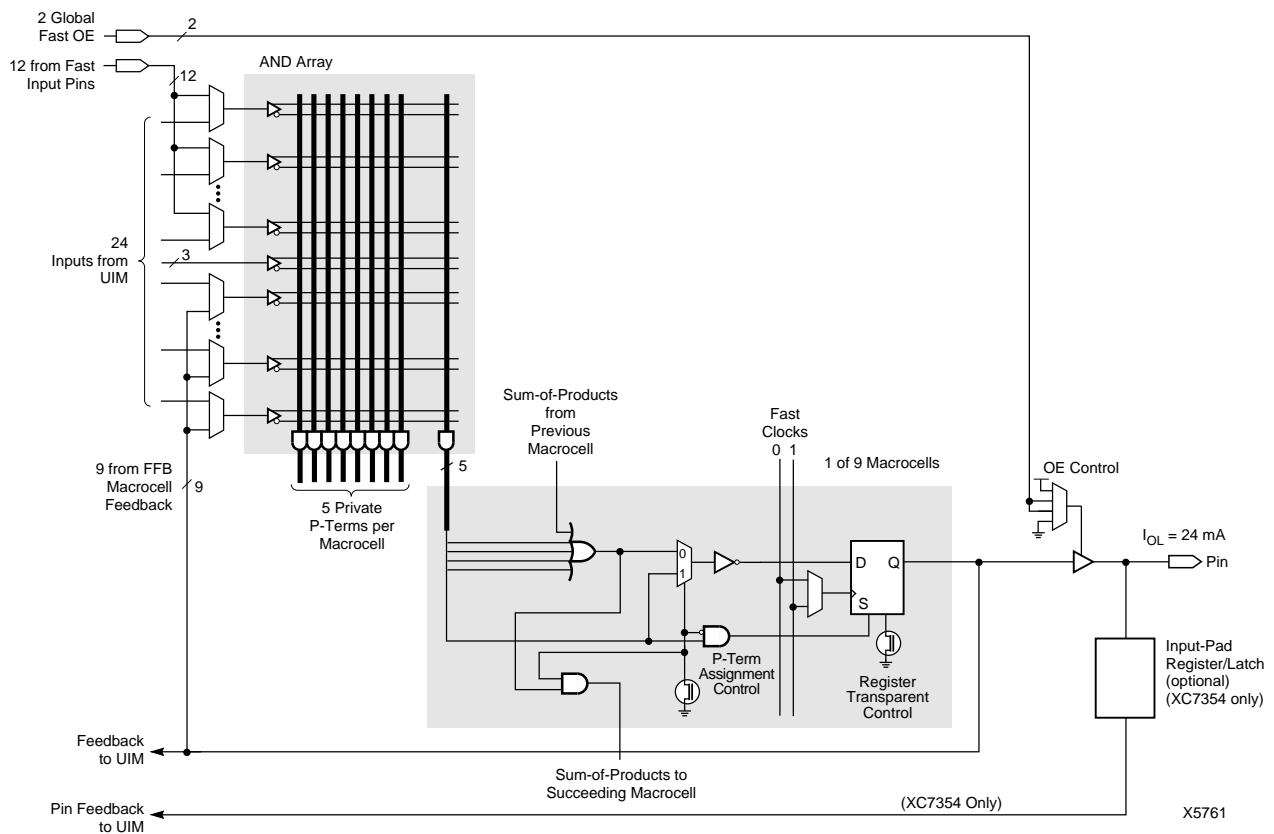 2 Global
Fast OE
2
12 from Fast
Input Pins
12
AND Array
24
Inputs from
UIM
3
9 from FFB
Macrocell
Feedback
9
5 Private
P-Terms per
Macrocell
5
Sum-of-Products
from
Previous
Macrocell
Fast
Clocks
0 1
1 of 9 Macrocells
OE Control
I_OL = 24 mA
Pin
0
1
D Q
S
P-Term
Assignment
Control
Register
Transparent
Control
Input-Pad
Register/Latch
(optional)
(XC7354 only)
Feedback
to UIM
Sum-of-Products to
Succeeding Macrocell
Pin Feedback
to UIM
(XC7354 Only)
X5761